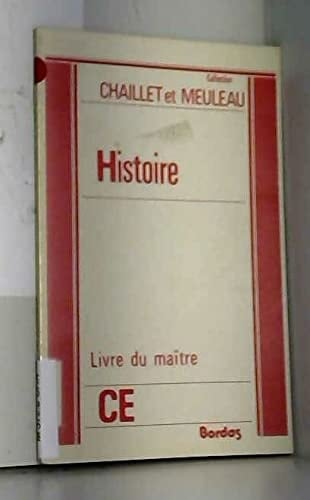 Collection
CHAILLET et MEULEAU
Histoire
Livre du maître
CE
Bordas